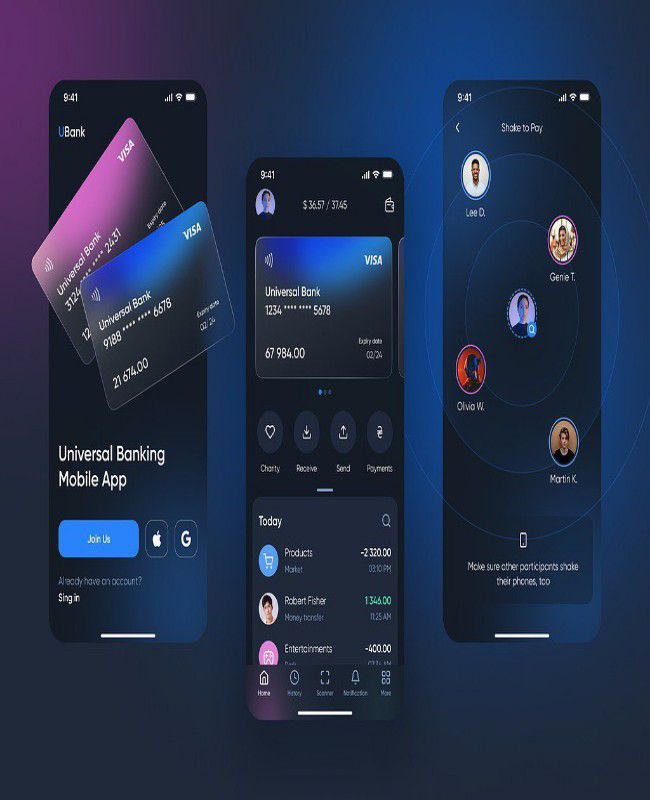 9:41
UBank
VISA
Universal Bank
3124 **** **** 2431
Expiry date
12
VISA
Universal Bank
9188 **** **** 6678
Expiry date
02/24
21 674.00
Universal Banking
Mobile App
Join Us
Already have an account?
Sing in
9:41
$ 36.57 / 37.45
VISA
Universal Bank
1234 **** **** 5678
Expiry date
67 984.00
02/24
Charity
Receive
Send
Payments
Today
Products
-2 320.00
Market
03:10 PM
Robert Fisher
1 346.00
Money transfer
11:25 AM
Entertainments
-400.00
Home
History
Scanner
Notification
More
9:41
Shake to Pay
Lee D.
Genie T.
Olivia W.
Martin K.
Make sure other participants shake
their phones, too